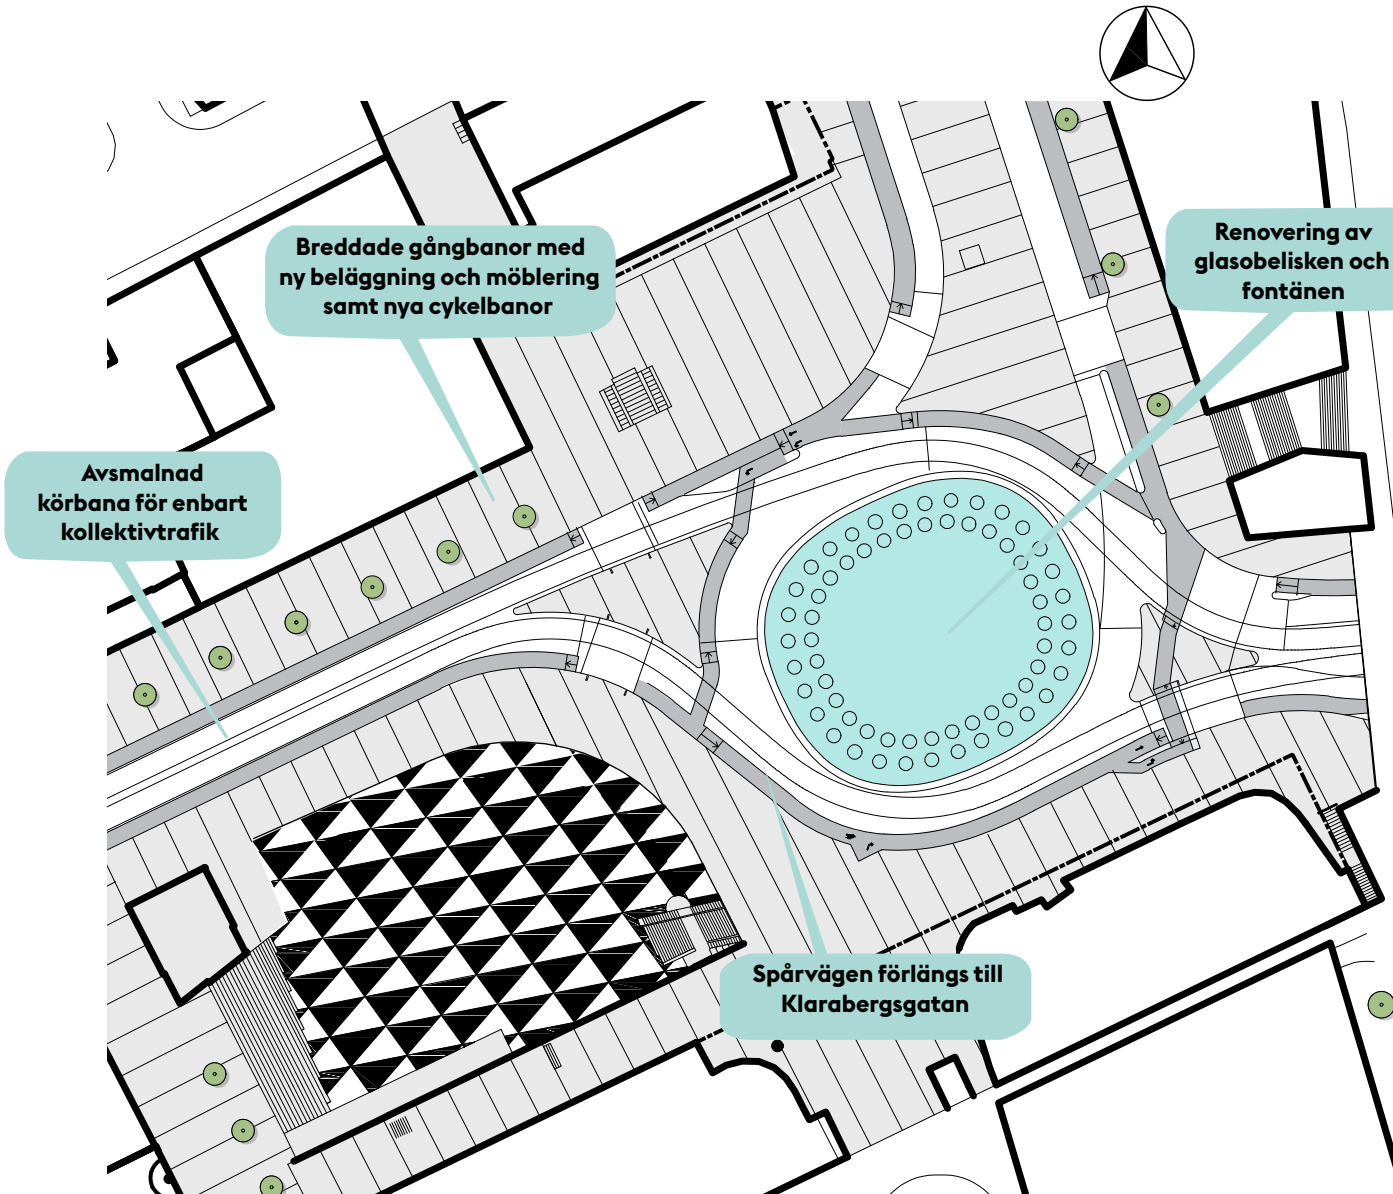 Breddade gångbanor med
ny beläggning och möblering
samt nya cykelbanor
Renovering av
glasobelisken och
fontänen
Avsmalnad
körbana för enbart
kollektivtrafik
Spårvägen förlängs till
Klarabergsgatan